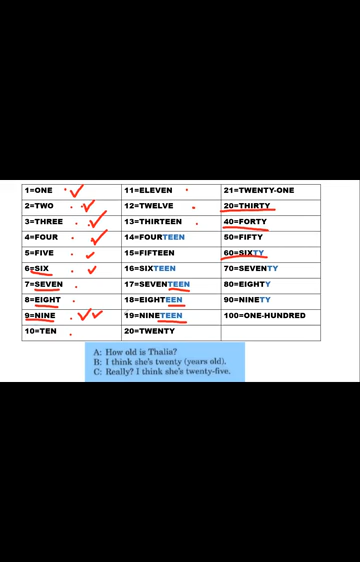 1=ONE 11=ELEVEN 21=TWENTY-ONE
2=TWO 12=TWELVE 20=THIRTY
3=THREE 13=THIRTEEN 40=FORTY
4=FOUR 14=FOURTEEN 50=FIFTY
5=FIVE 15=FIFTEEN 60=SIXTY
6=SIX 16=SIXTEEN 70=SEVENTY
7=SEVEN 17=SEVENTEEN 80=EIGHTY
8=EIGHT 18=EIGHTEEN 90=NINETY
9=NINE 19=NINETEEN 100=ONE-HUNDRED
10=TEN 20=TWENTY
A: How old is Thalia?
B: I think she's twenty (years old).
C: Really? I think she's twenty-five.